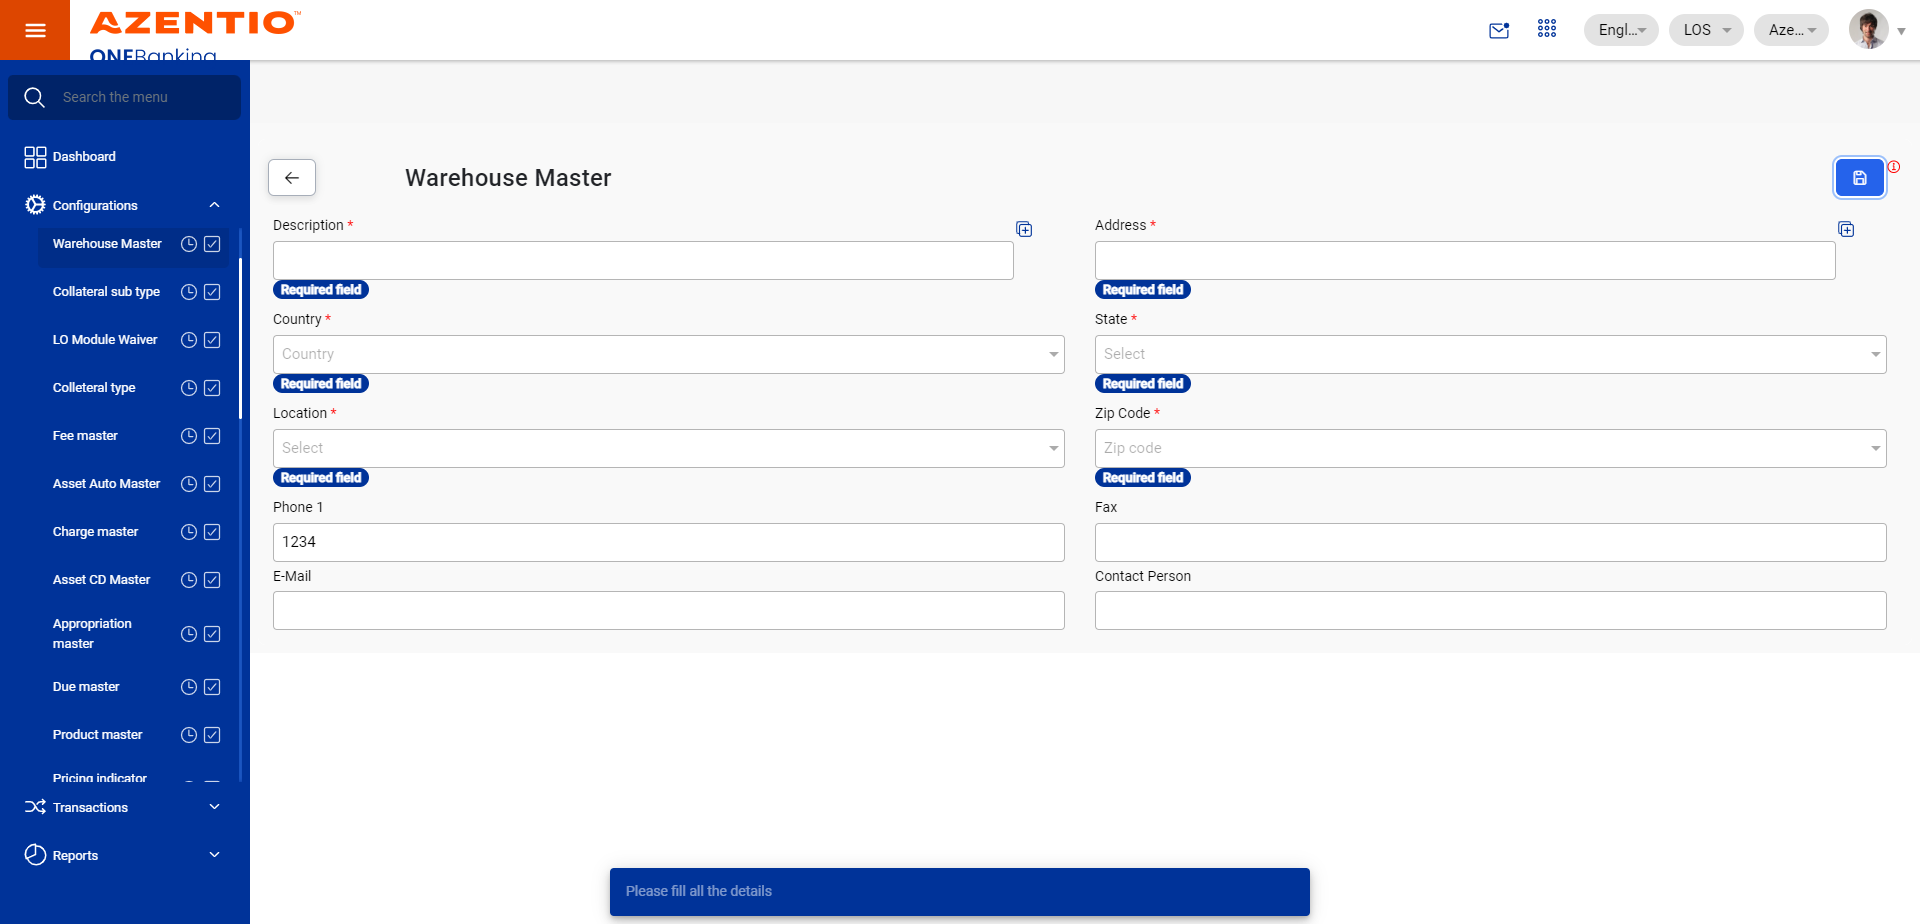 AZENTIO™
ONEBanking
Engl...
LOS
Aze...
Search the menu
Dashboard
Configurations
Warehouse Master
Collateral sub type
LO Module Waiver
Colleteral type
Fee master
Asset Auto Master
Charge master
Asset CD Master
Appropriation
master
Due master
Product master
Pricing indicator
Transactions
Reports
Warehouse Master
Description *
Required field
Address *
Required field
Country *
Country
Required field
State *
Select
Required field
Location *
Select
Required field
Zip Code *
Zip code
Required field
Phone 1
1234
Fax
E-Mail
Contact Person
Please fill all the details